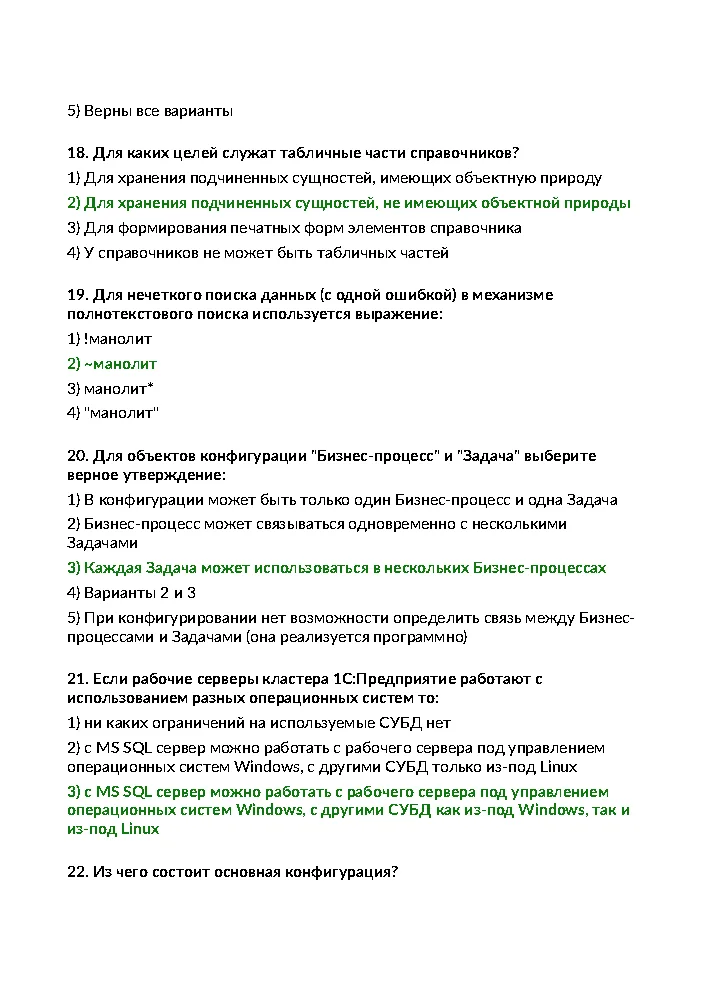 5) Верны все варианты
18. Для каких целей служат табличные части справочников?
1) Для хранения подчиненных сущностей, имеющих объектную природу
2) Для хранения подчиненных сущностей, не имеющих объектной природы
3) Для формирования печатных форм элементов справочника
4) У справочников не может быть табличных частей
19. Для нечеткого поиска данных (с одной ошибкой) в механизме
полнотекстового поиска используется выражение:
1) !манолит
2) ~манолит
3) манолит*
4) "манолит"
20. Для объектов конфигурации "Бизнес-процесс" и "Задача" выберите
верное утверждение:
1) В конфигурации может быть только один Бизнес-процесс и одна Задача
2) Бизнес-процесс может связываться одновременно с несколькими
Задачами
3) Каждая Задача может использоваться в нескольких Бизнес-процессах
4) Варианты 2 и 3
5) При конфигурировании нет возможности определить связь между Бизнес-
процессами и Задачами (она реализуется программно)
21. Если рабочие серверы кластера 1С:Предприятие работают с
использованием разных операционных систем то:
1) ни каких ограничений на используемые СУБД нет
2) с MS SQL сервер можно работать с рабочего сервера под управлением
операционных систем Windows, с другими СУБД только из-под Linux
3) с MS SQL сервер можно работать с рабочего сервера под управлением
операционных систем Windows, с другими СУБД как из-под Windows, так и
из-под Linux
22. Из чего состоит основная конфигурация?